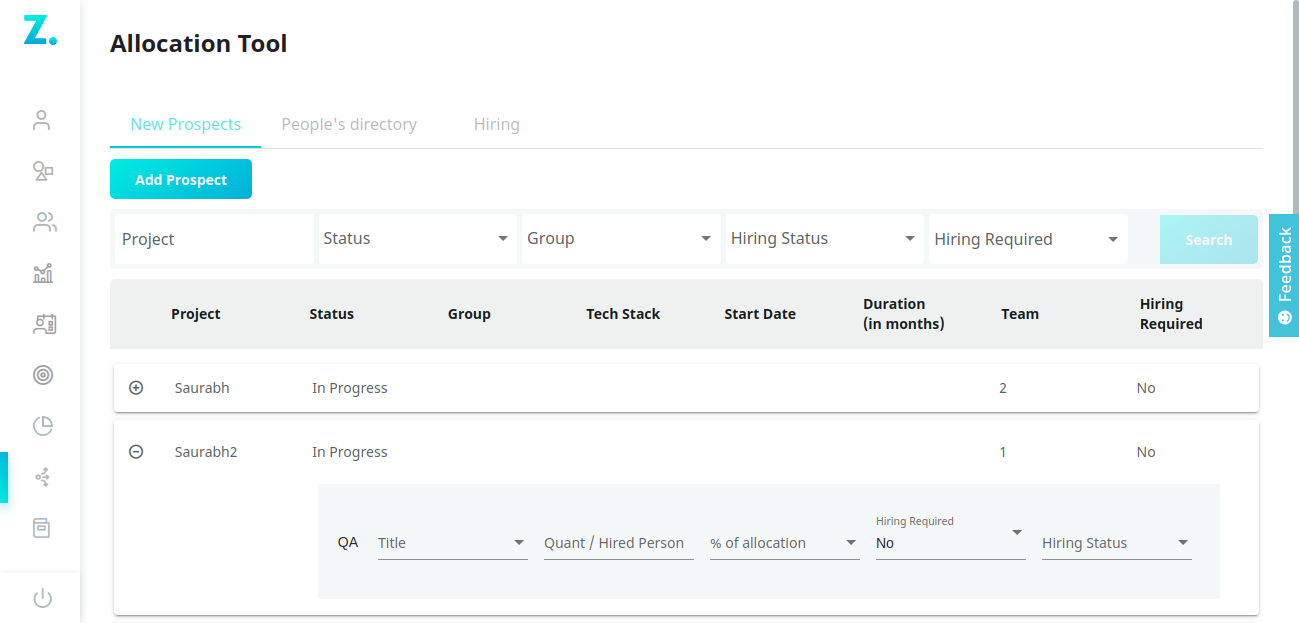 Z.
Allocation Tool
New Prospects People's directory Hiring
Add Prospect
Project Status Group Hiring Status Hiring Required Search
Feedback
Project Status Group Tech Stack Start Date Duration (in months) Team Hiring Required
Saurabh In Progress 2 No
Saurabh2 In Progress 1 No
Hiring Required
QA Title Quant / Hired Person % of allocation No Hiring Status